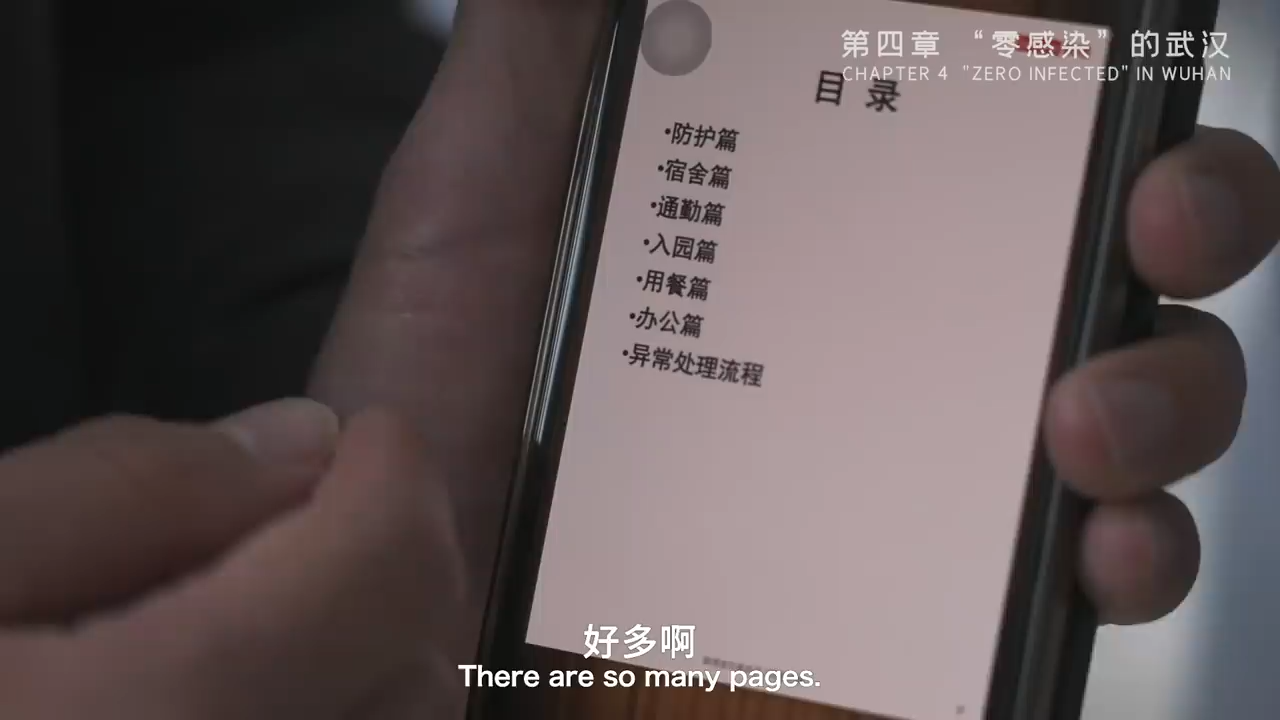 第四章 “零感染” 的武汉
CHAPTER 4 "ZERO INFECTED" IN WUHAN
目 录
•防护篇
•宿舍篇
•通勤篇
•入园篇
•用餐篇
•办公篇
•异常处理流程
好多啊
There are so many pages.